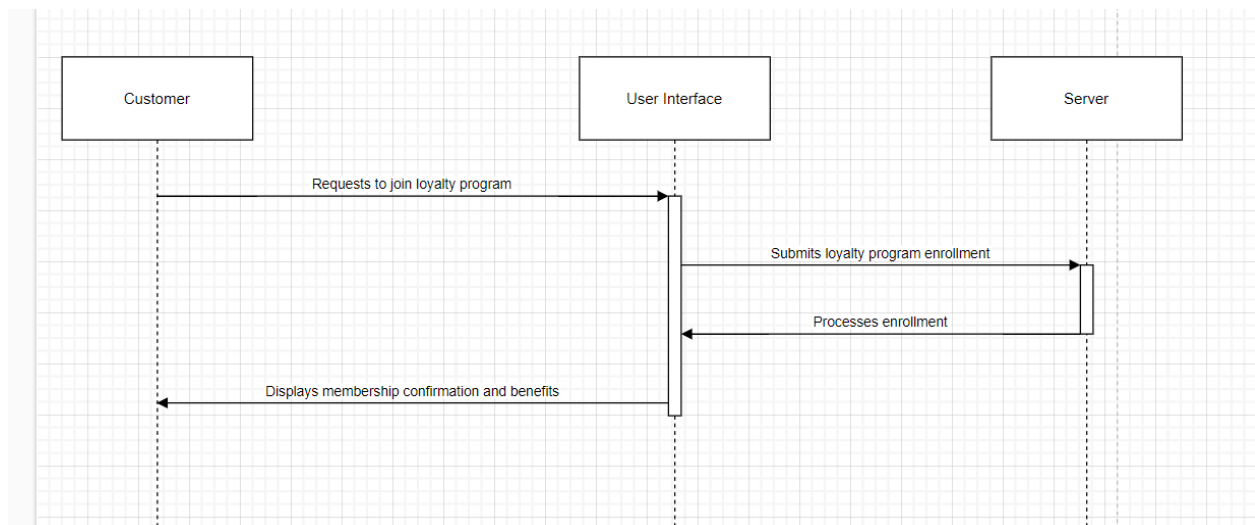 Customer
User Interface
Server
Requests to join loyalty program
Submits loyalty program enrollment
Processes enrollment
Displays membership confirmation and benefits